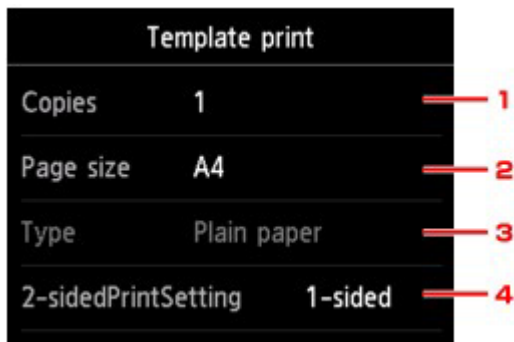 Template print
Copies 1 1
Page size A4 2
Type Plain paper 3
2-sidedPrintSetting 1-sided 4